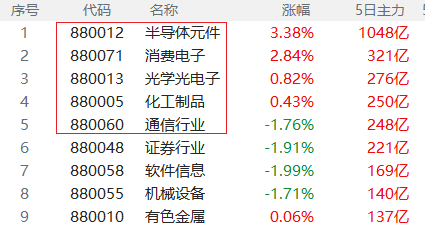 序号 代码 名称 涨幅 5日主力
1 880012 半导体元件 3.38% 1048亿
2 880071 消费电子 2.84% 321亿
3 880013 光学光电子 0.82% 276亿
4 880005 化工制品 0.43% 250亿
5 880060 通信行业 -1.76% 248亿
6 880048 证券行业 -1.91% 221亿
7 880058 软件信息 -1.99% 169亿
8 880055 机械设备 -1.71% 140亿
9 880010 有色金属 0.06% 137亿